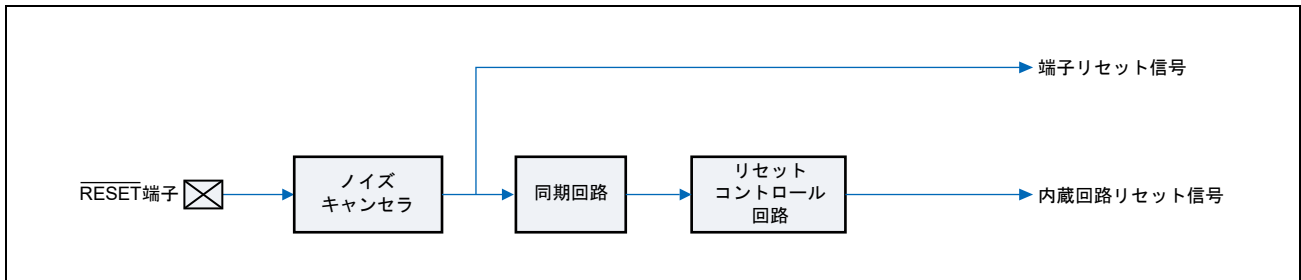 端子リセット信号
RESET端子
ノイズ
キャンセラ
同期回路
リセット
コントロール
回路
内蔵回路リセット信号